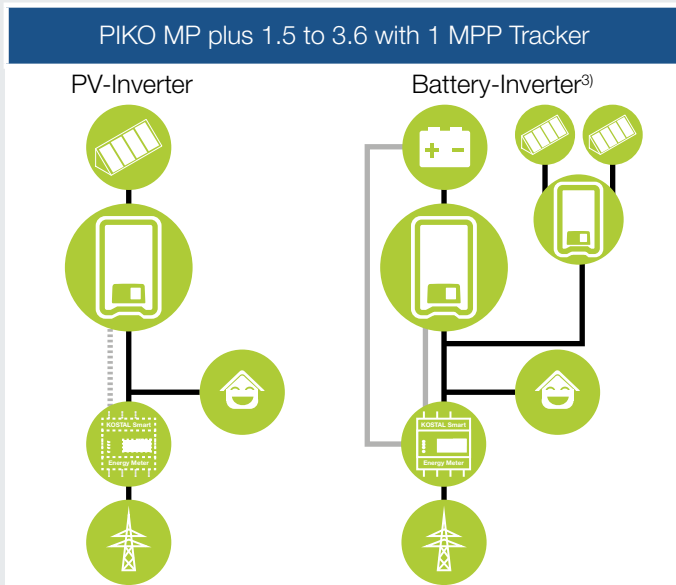 PIKO MP plus 1.5 to 3.6 with 1 MPP Tracker
PV-Inverter
Battery-Inverter3)
KOSTAL Smart
Energy Meter
KOSTAL Smart
Energy Meter